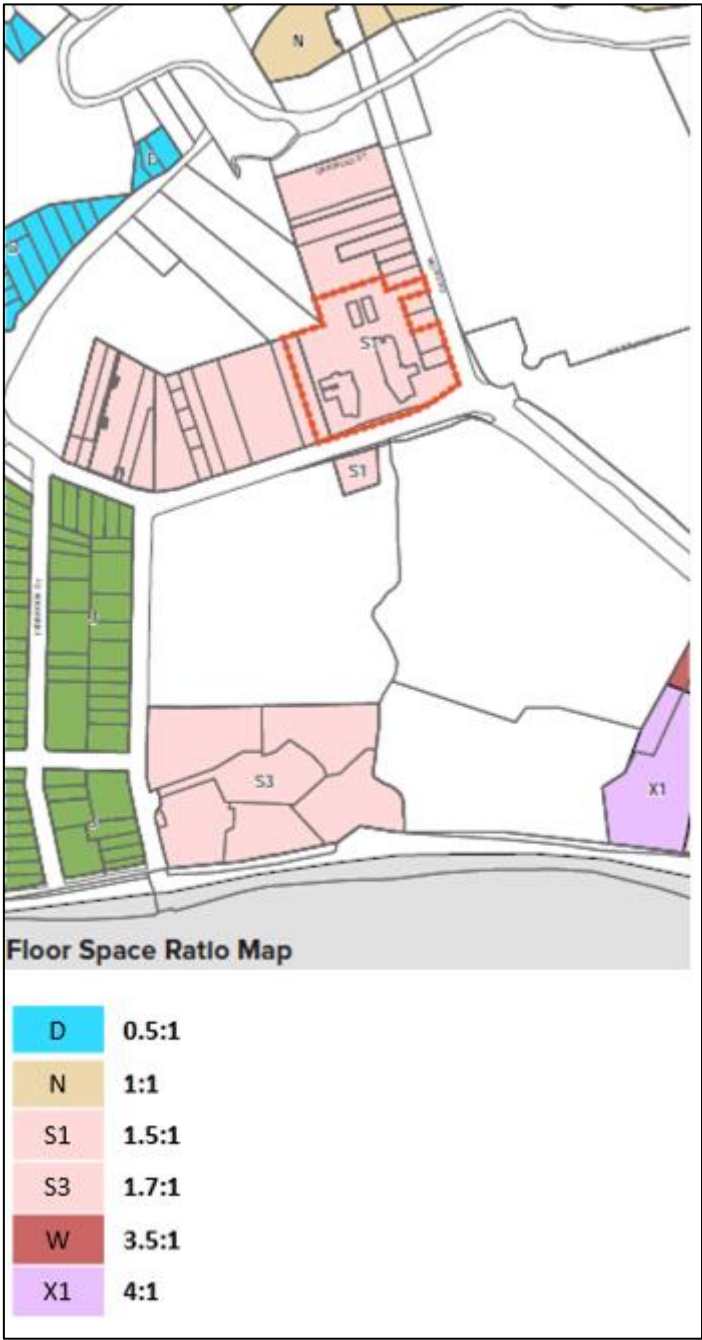 N
D
S1
S1
J
S3
X1
Floor Space Ratio Map
D 0.5:1
N 1:1
S1 1.5:1
S3 1.7:1
W 3.5:1
X1 4:1